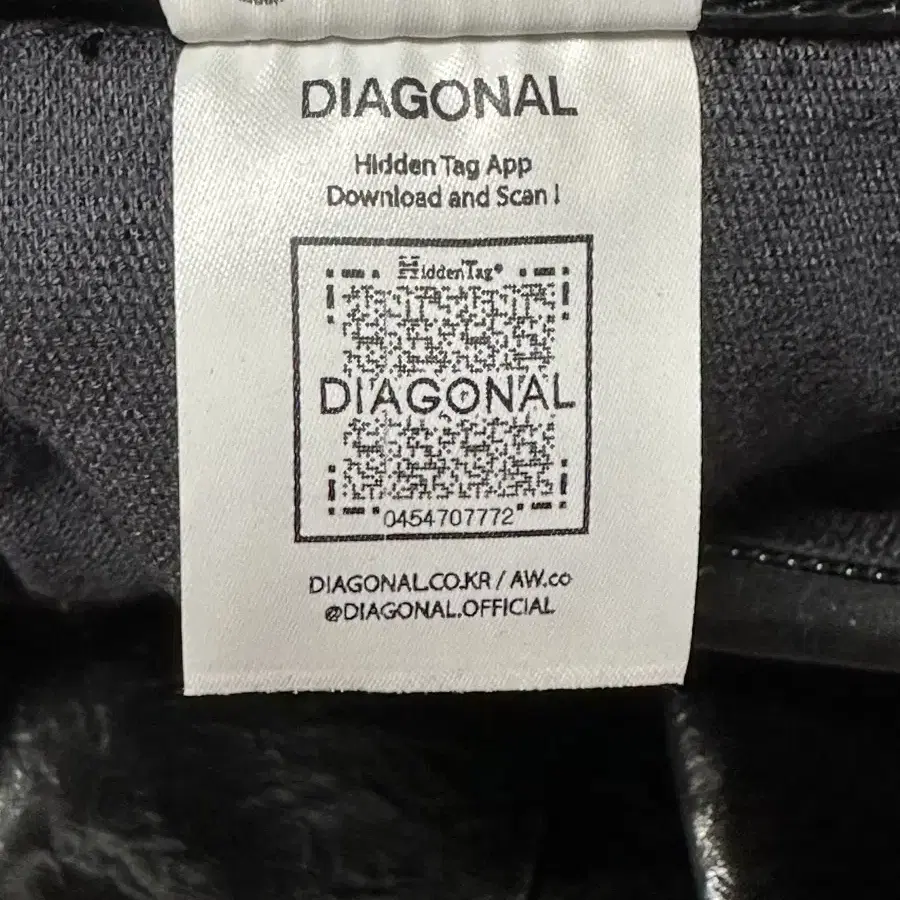 DIAGONAL
Hidden Tag App
Download and Scan !
HiddenTag®
DIAGONAL
0454707772
DIAGONAL.CO.KR / AW.co
@DIAGONAL.OFFICIAL